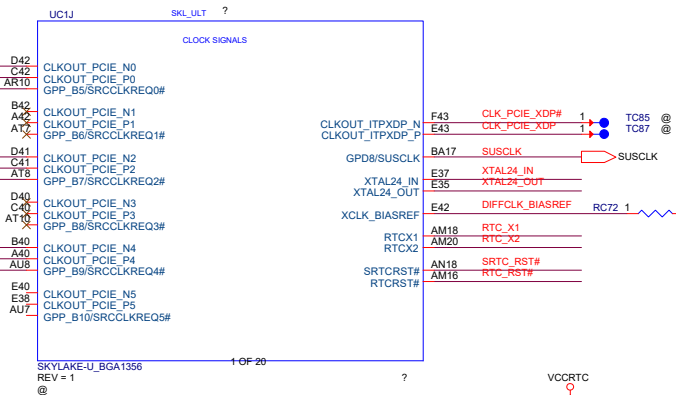 UC1J SKL_ULT ?
CLOCK SIGNALS
D42 CLKOUT_PCIE_N0
C42 CLKOUT_PCIE_P0
AR10 GPP_B5/SRCCLKREQ0#
B42 CLKOUT_PCIE_N1
A42 CLKOUT_PCIE_P1
AT7 GPP_B6/SRCCLKREQ1#
D41 CLKOUT_PCIE_N2
C41 CLKOUT_PCIE_P2
AT8 GPP_B7/SRCCLKREQ2#
D40 CLKOUT_PCIE_N3
C40 CLKOUT_PCIE_P3
AT10 GPP_B8/SRCCLKREQ3#
B40 CLKOUT_PCIE_N4
A40 CLKOUT_PCIE_P4
AU8 GPP_B9/SRCCLKREQ4#
E40 CLKOUT_PCIE_N5
E38 CLKOUT_PCIE_P5
AU7 GPP_B10/SRCCLKREQ5#
CLKOUT_ITPXDP_N F43 CLK_PCIE_XDP# 1 TC85 @
CLKOUT_ITPXDP_P E43 CLK_PCIE_XDP 1 TC87 @
GPD8/SUSCLK BA17 SUSCLK SUSCLK
XTAL24_IN E37 XTAL24_IN
XTAL24_OUT E35 XTAL24_OUT
XCLK_BIASREF E42 DIFFCLK_BIASREF RC72 1
RTCX1 AM18 RTC_X1
RTCX2 AM20 RTC_X2
SRTCRST# AN18 SRTC_RST#
RTCRST# AM16 RTC_RST#
SKYLAKE-U_BGA1356 1 OF 20
REV = 1 ? VCCRTC
@